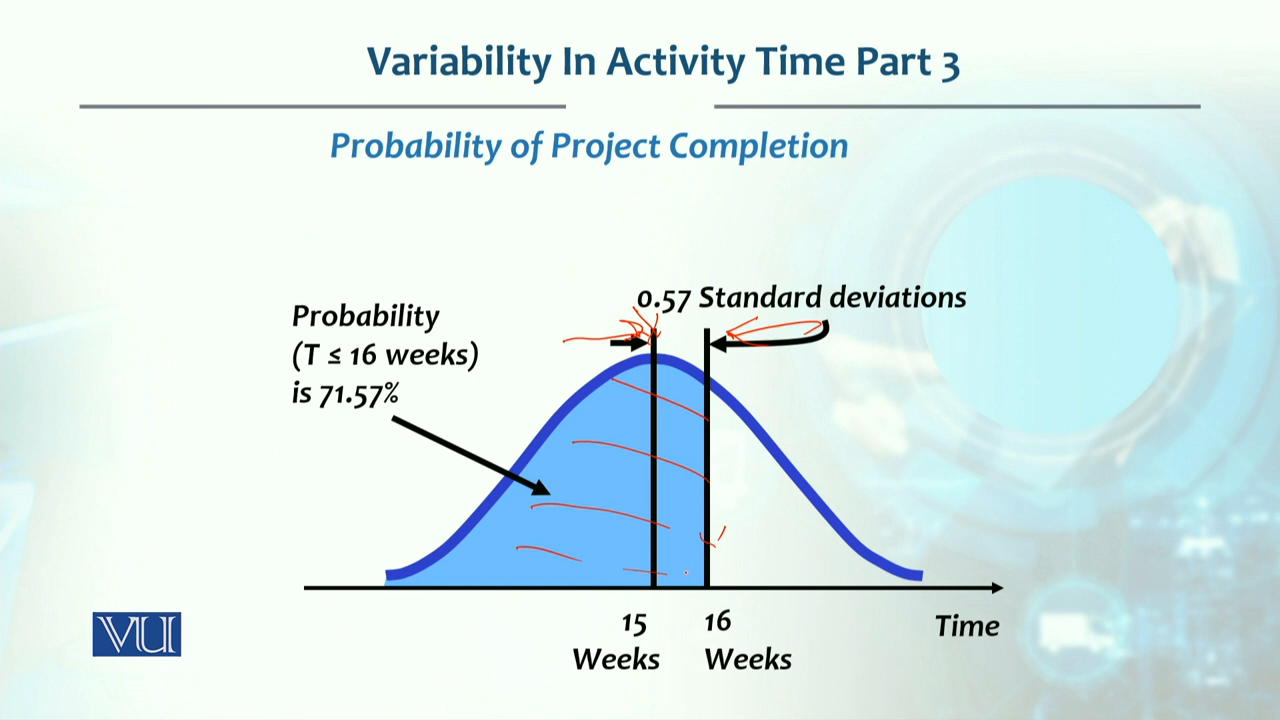 Variability In Activity Time Part 3
Probability of Project Completion
0.57 Standard deviations
Probability
(T ≤ 16 weeks)
is 71.57%
15
Weeks
16
Weeks
Time
VU